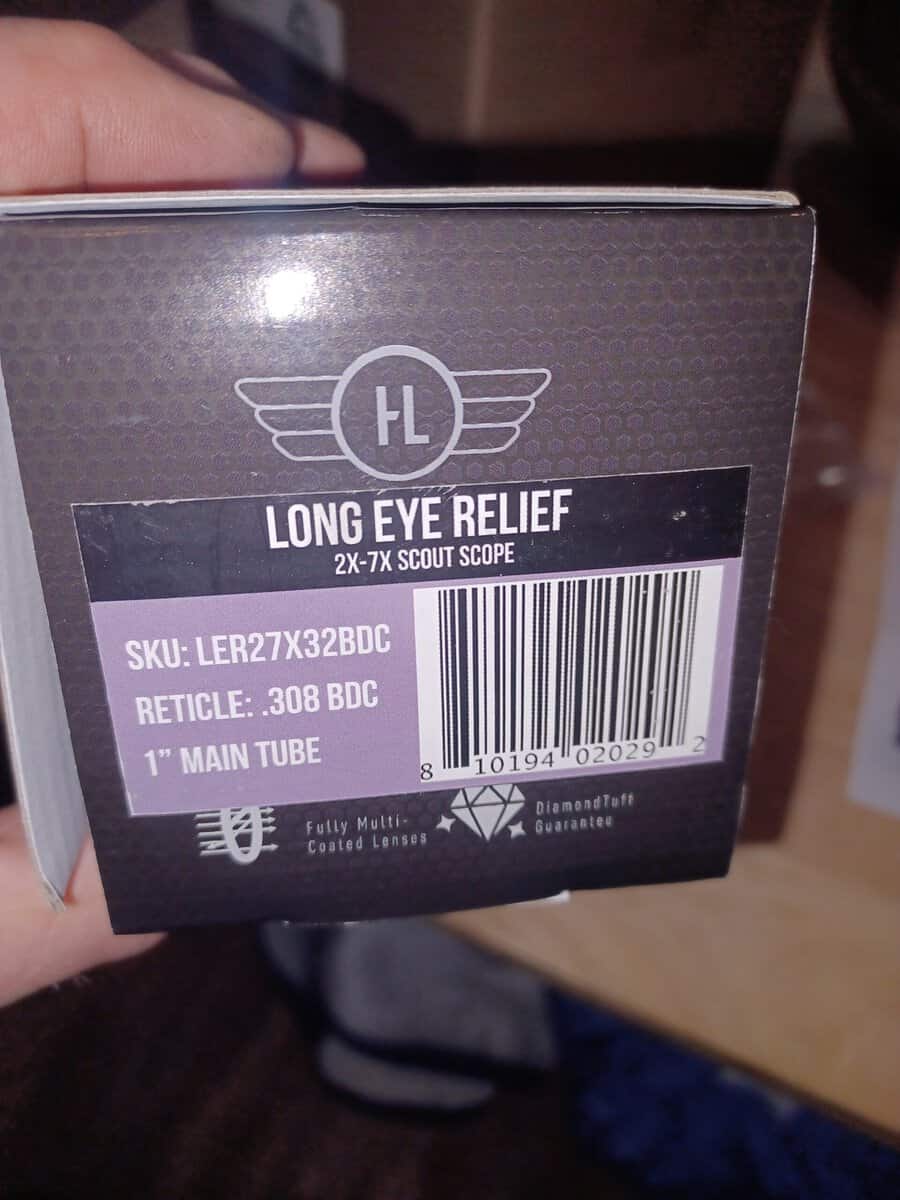 HL
LONG EYE RELIEF
2X-7X SCOUT SCOPE
SKU: LER27X32BDC
RETICLE: .308 BDC
1” MAIN TUBE
8 10194 02029 2
Fully Multi-
Coated Lenses
DiamondTuff
Guarantee